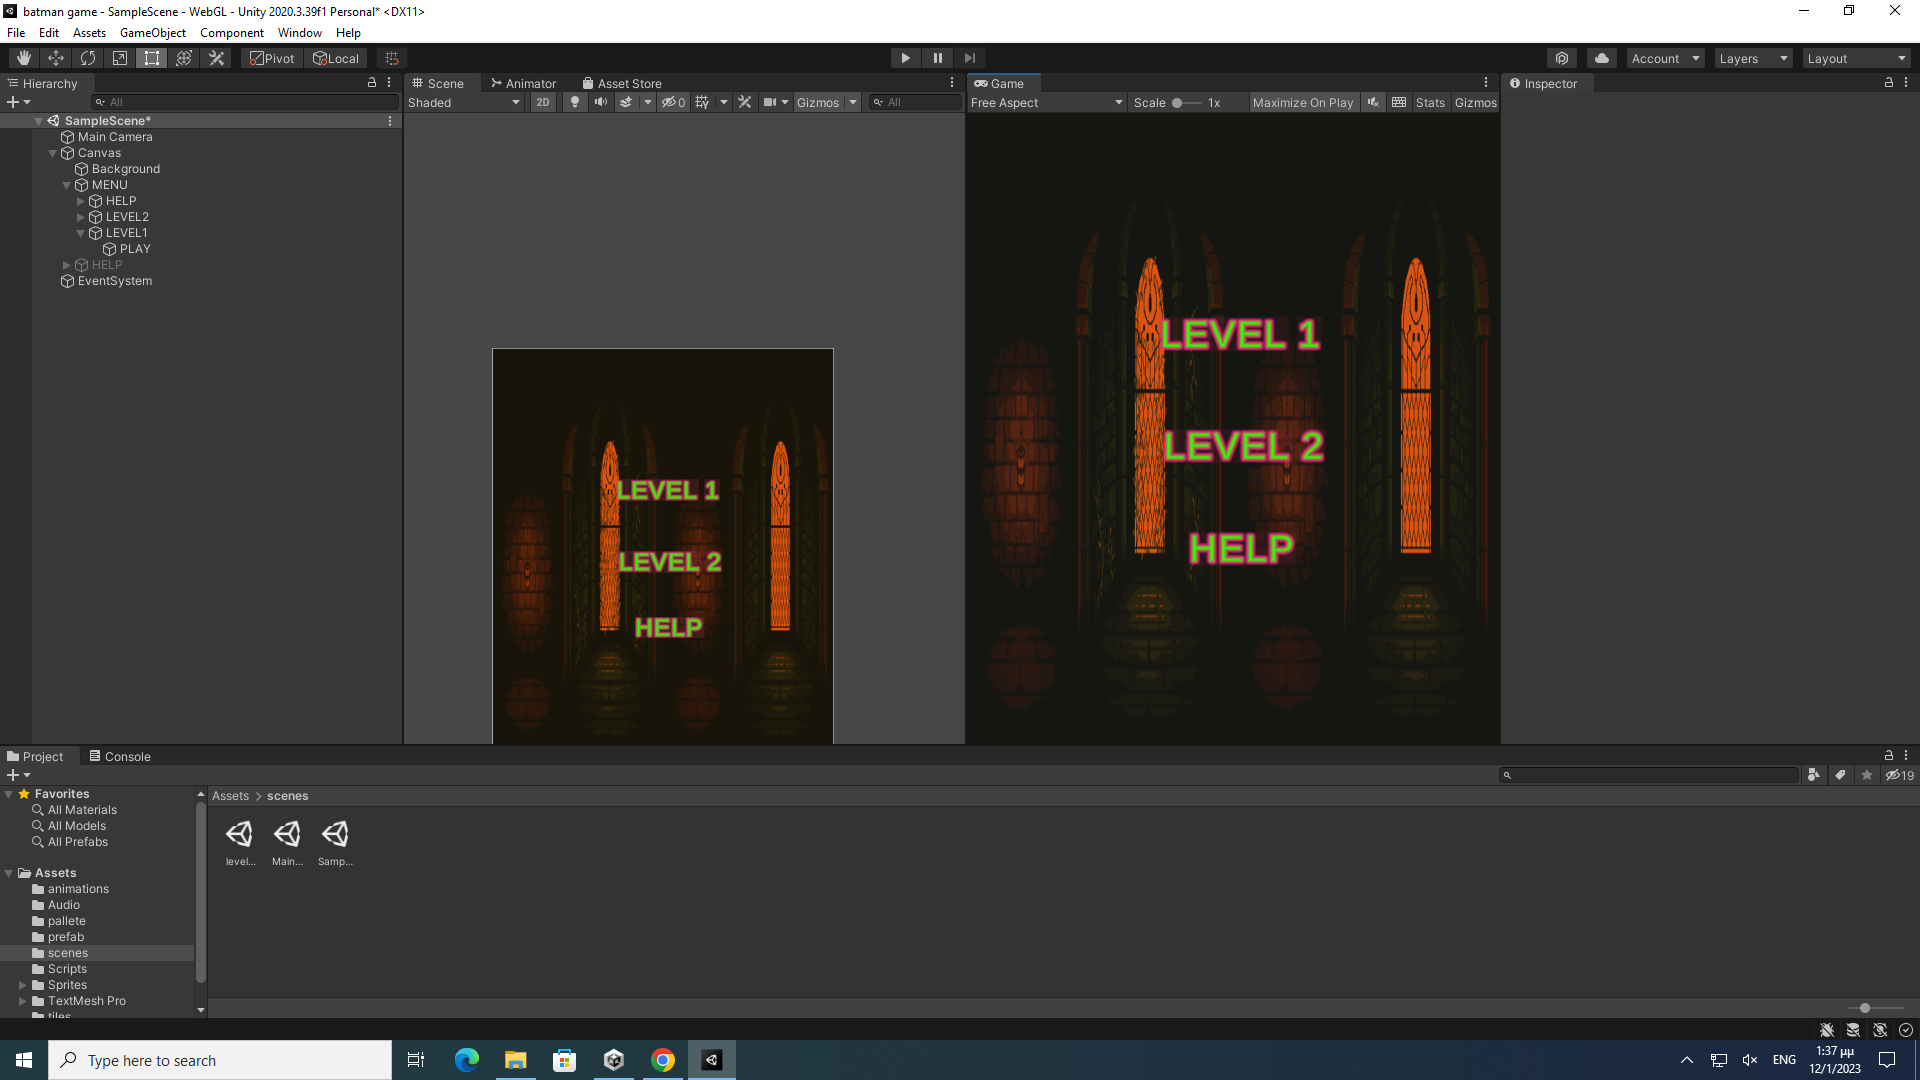 batman game - SampleScene - WebGL - Unity 2020.3.39f1 Personal* <DX11>
File Edit Assets GameObject Component Window Help
Pivot Local Account Layers Layout
Hierarchy
All
SampleScene*
Main Camera
Canvas
Background
MENU
HELP
LEVEL2
LEVEL1
PLAY
HELP
EventSystem
Scene Animator Asset Store
Shaded 2D 0 Gizmos All
LEVEL 1
LEVEL 2
HELP
Game
Free Aspect Scale 1x Maximize On Play Stats Gizmos
LEVEL 1
LEVEL 2
HELP
Inspector
Project Console
19
Favorites
All Materials
All Models
All Prefabs
Assets
animations
Audio
pallete
prefab
scenes
Scripts
Sprites
TextMesh Pro
tiles
Assets > scenes
level... Main... Samp...
Type here to search
ENG
1:37 μμ
12/1/2023